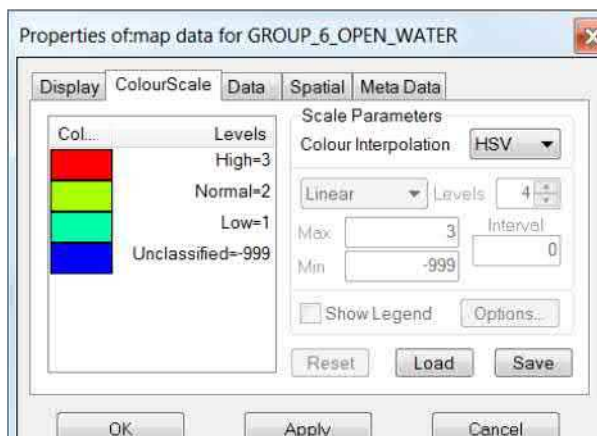 Properties of:map data for GROUP_6_OPEN_WATER
Display ColourScale Data Spatial Meta Data
Col... Levels
High=3
Normal=2
Low=1
Unclassified=-999
Scale Parameters
Colour Interpolation HSV
Linear Levels 4
Max 3 Interval
0
Min -999
Show Legend Options...
Reset Load Save
OK Apply Cancel